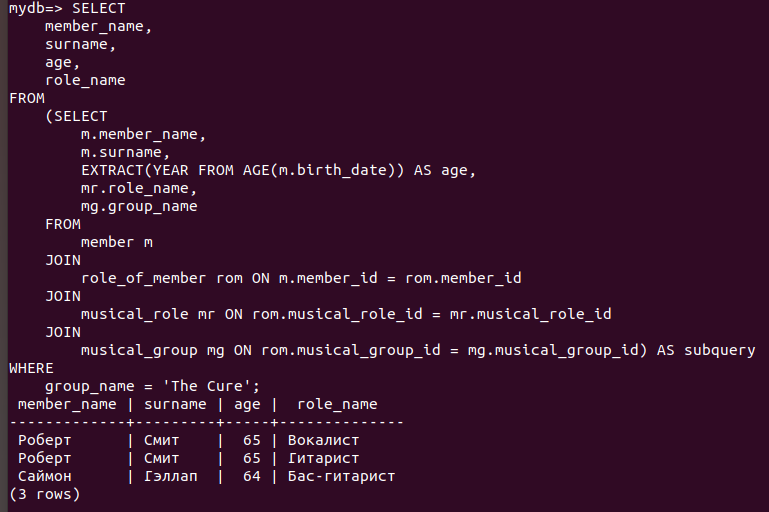 mydb=> SELECT
    member_name,
    surname,
    age,
    role_name
FROM
    (SELECT
        m.member_name,
        m.surname,
        EXTRACT(YEAR FROM AGE(m.birth_date)) AS age,
        mr.role_name,
        mg.group_name
    FROM
        member m
    JOIN
        role_of_member rom ON m.member_id = rom.member_id
    JOIN
        musical_role mr ON rom.musical_role_id = mr.musical_role_id
    JOIN
        musical_group mg ON rom.musical_group_id = mg.musical_group_id) AS subquery
WHERE
    group_name = 'The Cure';
 member_name | surname | age |  role_name
-------------+---------+-----+--------------
 Роберт      | Смит    |  65 | Вокалист
 Роберт      | Смит    |  65 | Гитарист
 Саймон      | Гэллап  |  64 | Бас-гитарист
(3 rows)